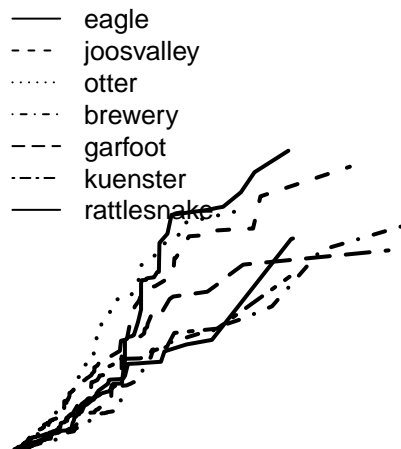 eagle
joosvalley
otter
brewery
garfoot
kuenster
rattlesnake